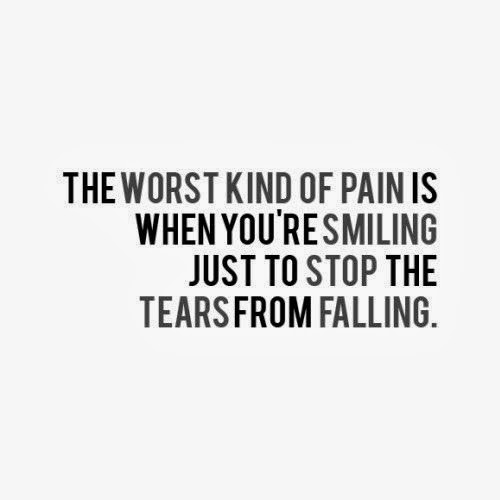 THE WORST KIND OF PAIN IS
WHEN YOU'RE SMILING
JUST TO STOP THE
TEARS FROM FALLING.